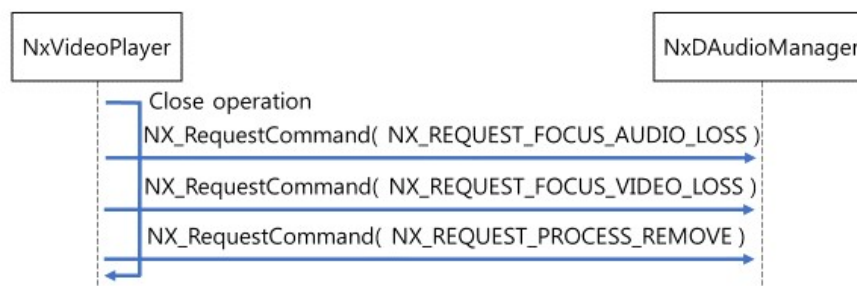 NxVideoPlayer
NxDAudioManager
Close operation
NX_RequestCommand( NX_REQUEST_FOCUS_AUDIO_LOSS )
NX_RequestCommand( NX_REQUEST_FOCUS_VIDEO_LOSS )
NX_RequestCommand( NX_REQUEST_PROCESS_REMOVE )